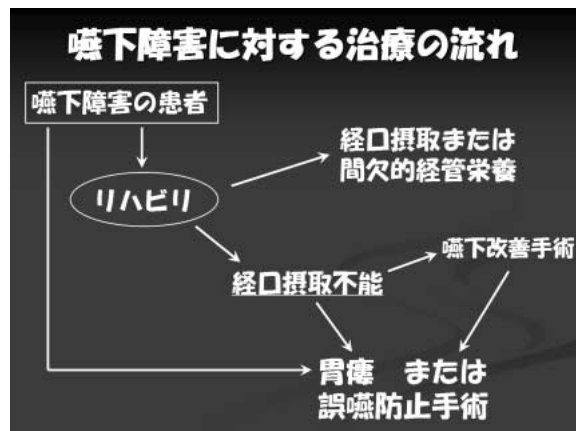 嚥下障害に対する治療の流れ
嚥下障害の患者
経口摂取または
間欠的経管栄養
リハビリ
嚥下改善手術
経口摂取不能
胃瘻　または
誤嚥防止手術